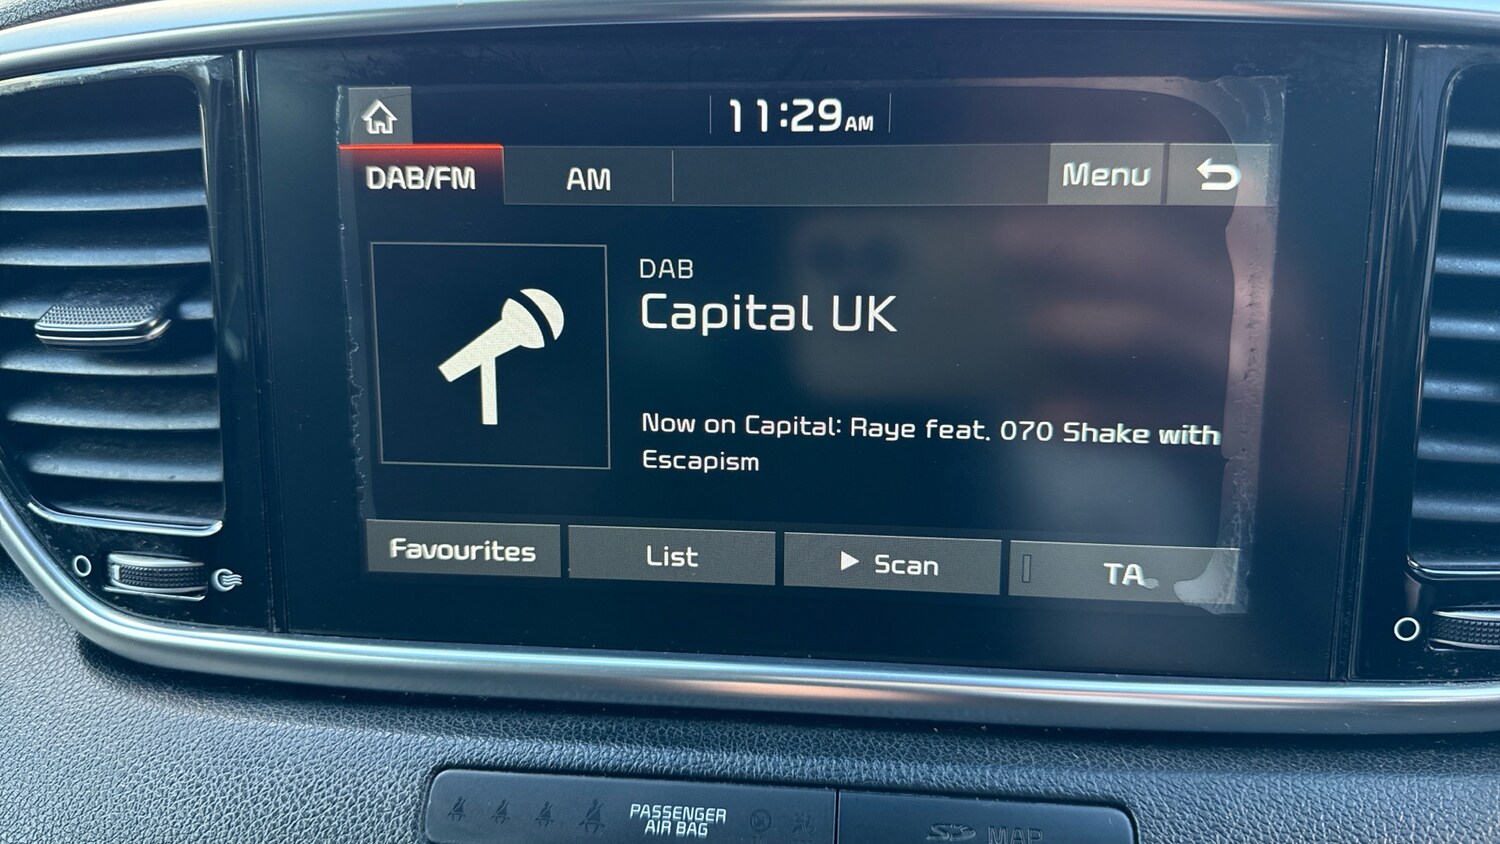 11:29AM
DAB/FM
AM
Menu
DAB
Capital UK
Now on Capital: Raye feat. 070 Shake with
Escapism
Favourites
List
Scan
TA
PASSENGER
AIR BAG
SD MAP